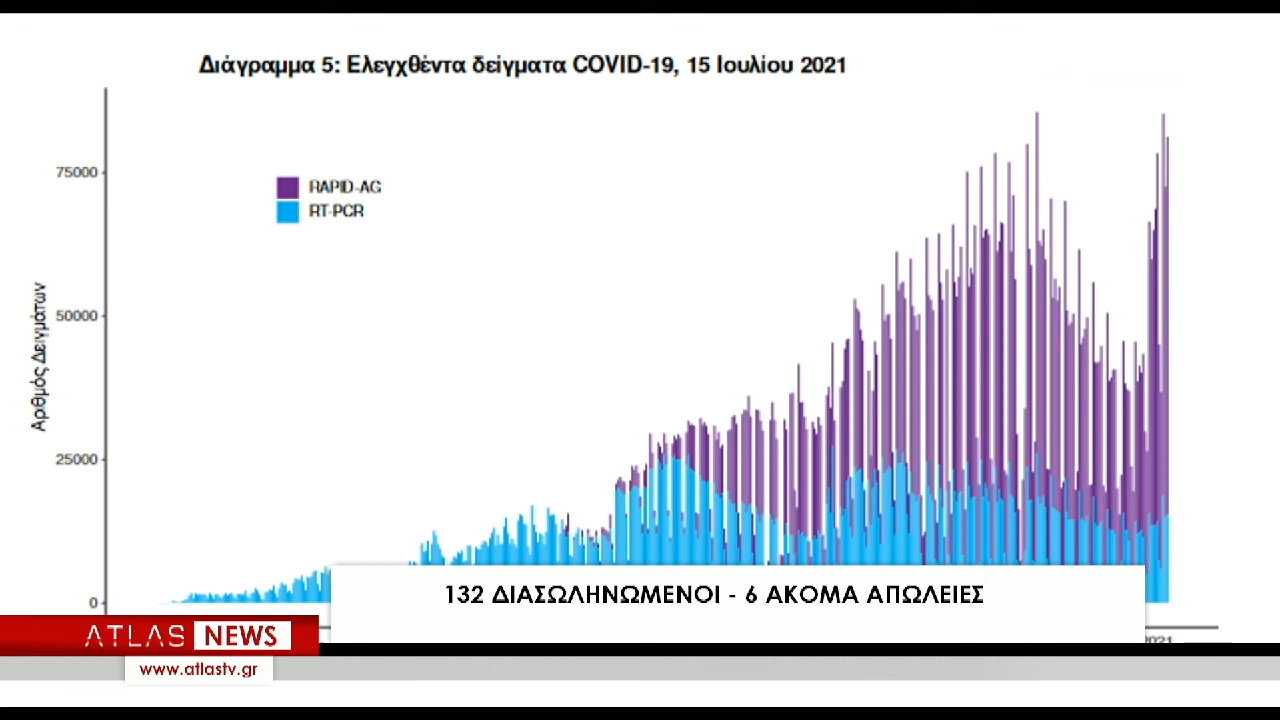 Διάγραμμα 5: Ελεγχθέντα δείγματα COVID-19, 15 Ιουλίου 2021
75000
RAPID-AG
RT-PCR
Αριθμός Δειγμάτων
50000
25000
0
132 ΔΙΑΣΩΛΗΝΩΜΕΝΟΙ - 6 ΑΚΟΜΑ ΑΠΩΛΕΙΕΣ
ATLAS NEWS
2021
www.atlastv.gr